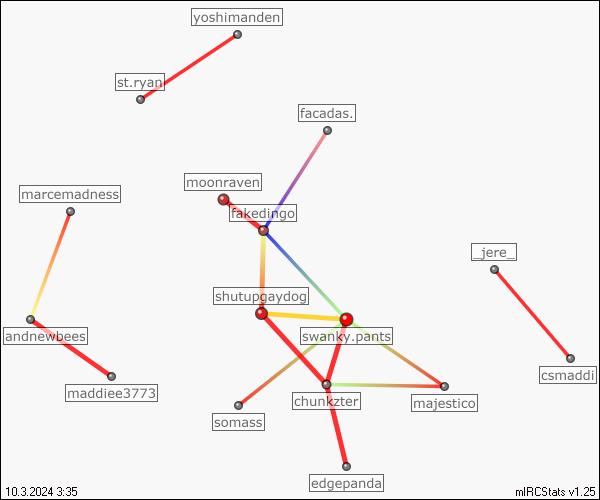 yoshimanden
st.ryan
facadas.
moonraven
marcemadness
fakedingo
_jere_
shutupgaydog
andnewbees
swanky.pants
csmaddi
maddiee3773
chunkzter
majestico
somass
edgepanda
10.3.2024 3:35
mIRCStats v1.25